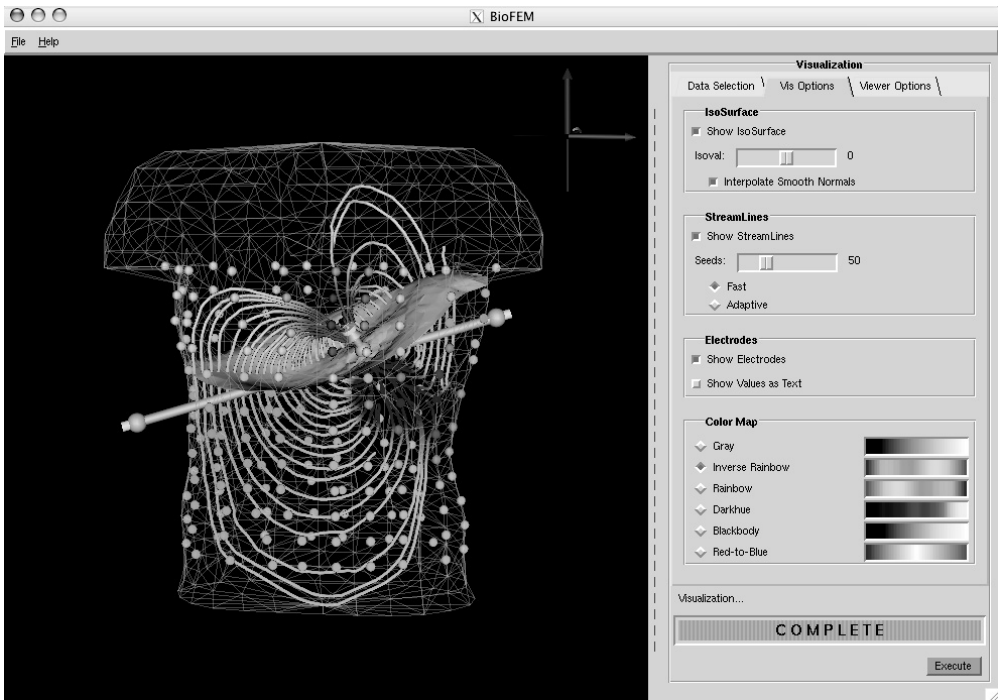 X BioFEM
File Help
Visualization
Data Selection Vis Options Viewer Options
IsoSurface
Show IsoSurface
Isoval: 0
Interpolate Smooth Normals
StreamLines
Show StreamLines
Seeds: 50
Fast
Adaptive
Electrodes
Show Electrodes
Show Values as Text
Color Map
Gray
Inverse Rainbow
Rainbow
Darkhue
Blackbody
Red-to-Blue
Visualization...
COMPLETE
Execute